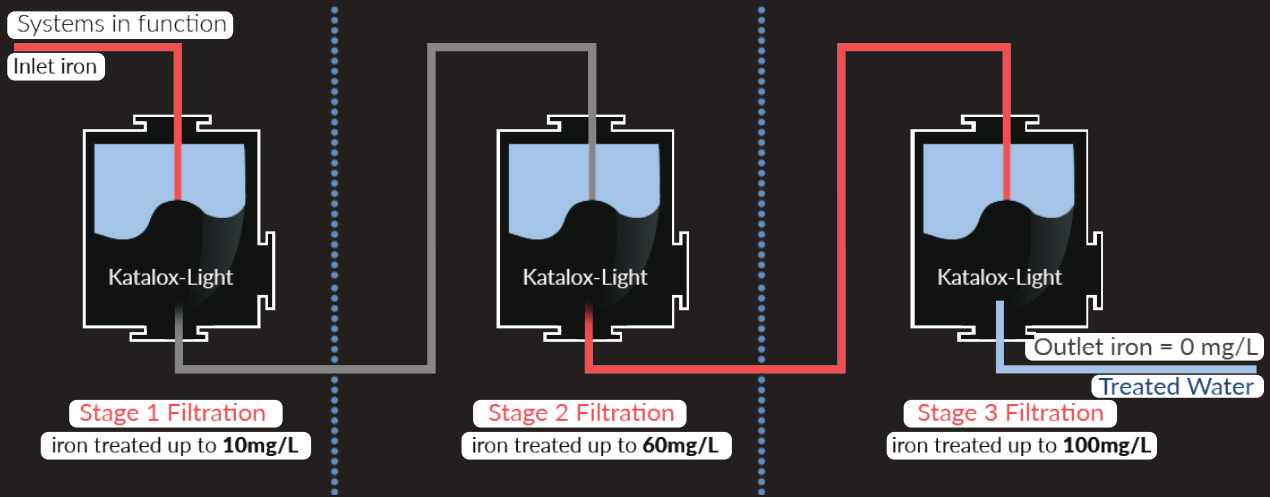 Systems in function
Inlet iron
Katalox-Light
Katalox-Light
Katalox-Light
Outlet iron = 0 mg/L
Treated Water
Stage 1 Filtration
iron treated up to 10mg/L
Stage 2 Filtration
iron treated up to 60mg/L
Stage 3 Filtration
iron treated up to 100mg/L